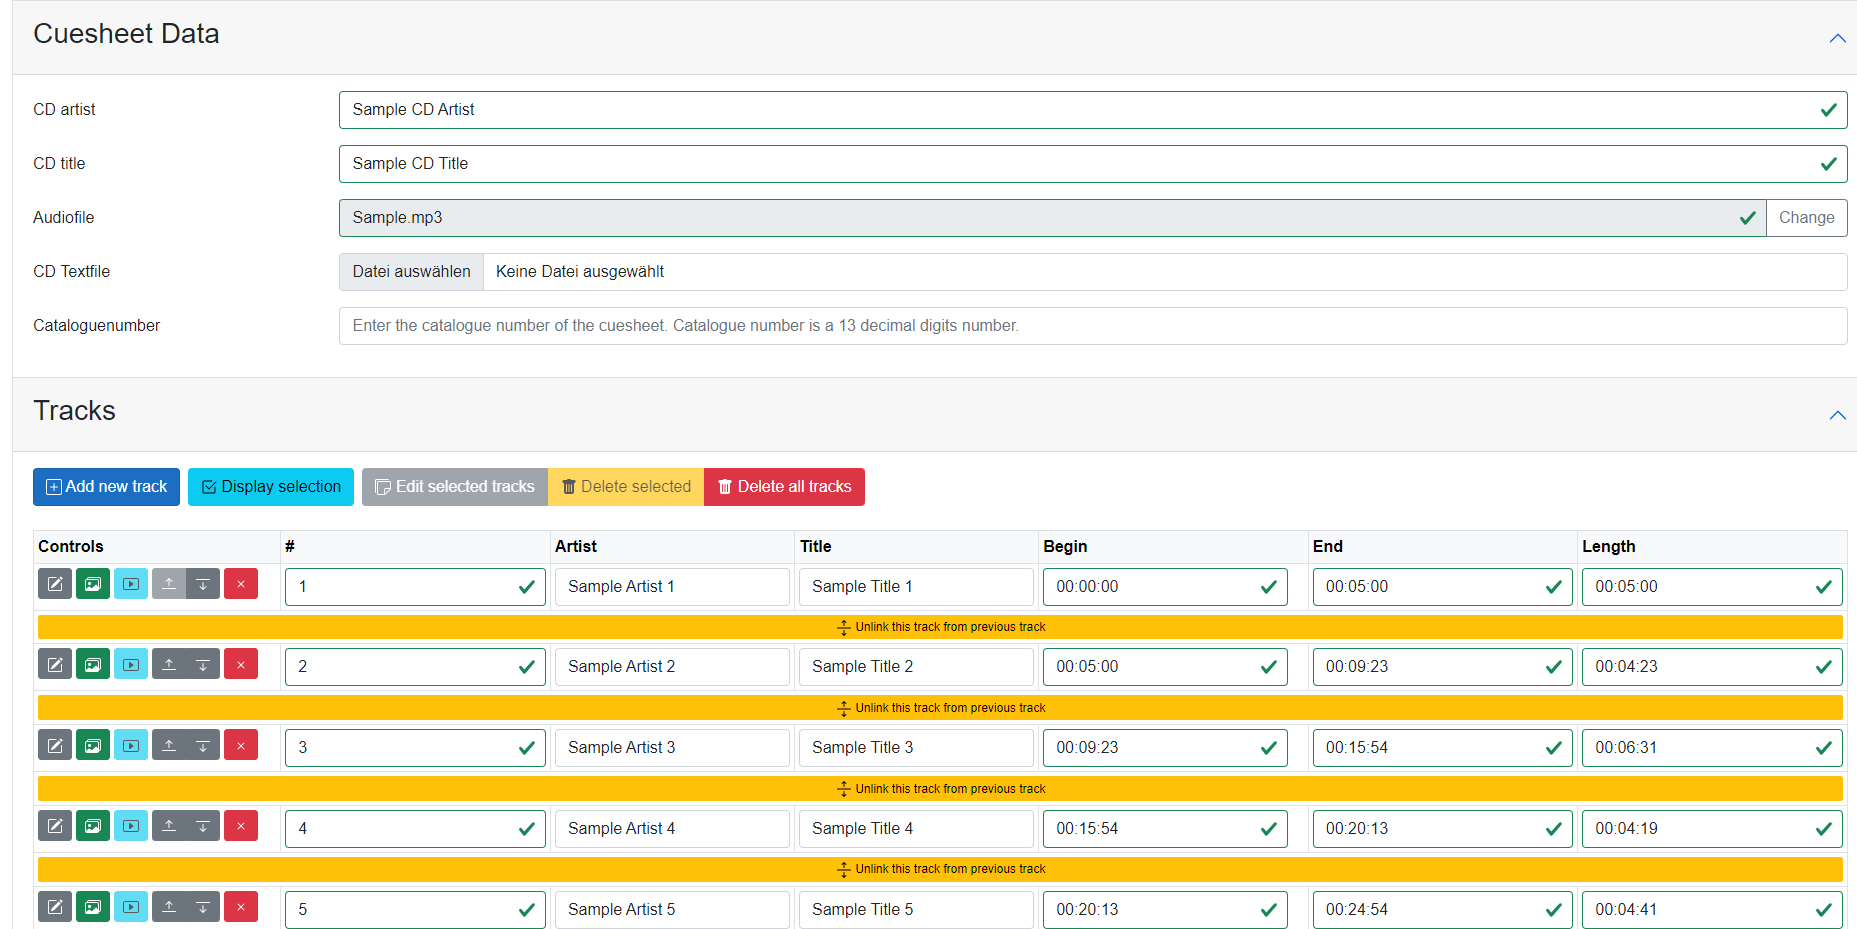 Cuesheet Data
CD artist Sample CD Artist
CD title Sample CD Title
Audiofile Sample.mp3 Change
CD Textfile Datei auswählen Keine Datei ausgewählt
Cataloguenumber Enter the catalogue number of the cuesheet. Catalogue number is a 13 decimal digits number.
Tracks
Add new track Display selection Edit selected tracks Delete selected Delete all tracks
Controls # Artist Title Begin End Length
1 Sample Artist 1 Sample Title 1 00:00:00 00:05:00 00:05:00
Unlink this track from previous track
2 Sample Artist 2 Sample Title 2 00:05:00 00:09:23 00:04:23
Unlink this track from previous track
3 Sample Artist 3 Sample Title 3 00:09:23 00:15:54 00:06:31
Unlink this track from previous track
4 Sample Artist 4 Sample Title 4 00:15:54 00:20:13 00:04:19
Unlink this track from previous track
5 Sample Artist 5 Sample Title 5 00:20:13 00:24:54 00:04:41